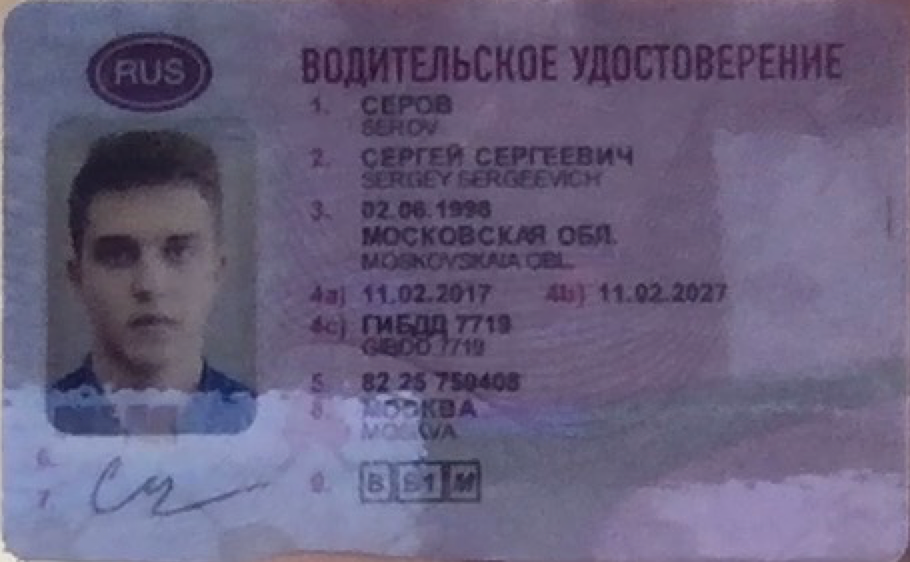 RUS
ВОДИТЕЛЬСКОЕ УДОСТОВЕРЕНИЕ
1. СЕРОВ
SEROV
2. СЕРГЕЙ СЕРГЕЕВИЧ
SERGEY SERGEEVICH
3. 02.06.1998
МОСКОВСКАЯ ОБЛ.
MOSKOVSKAIA OBL.
4a) 11.02.2017 4b) 11.02.2027
4c) ГИБДД 7719
GIBDD 7719
5. 82 25 759408
8. МОСКВА
MOSKVA
6.
7.
9. B B1 M